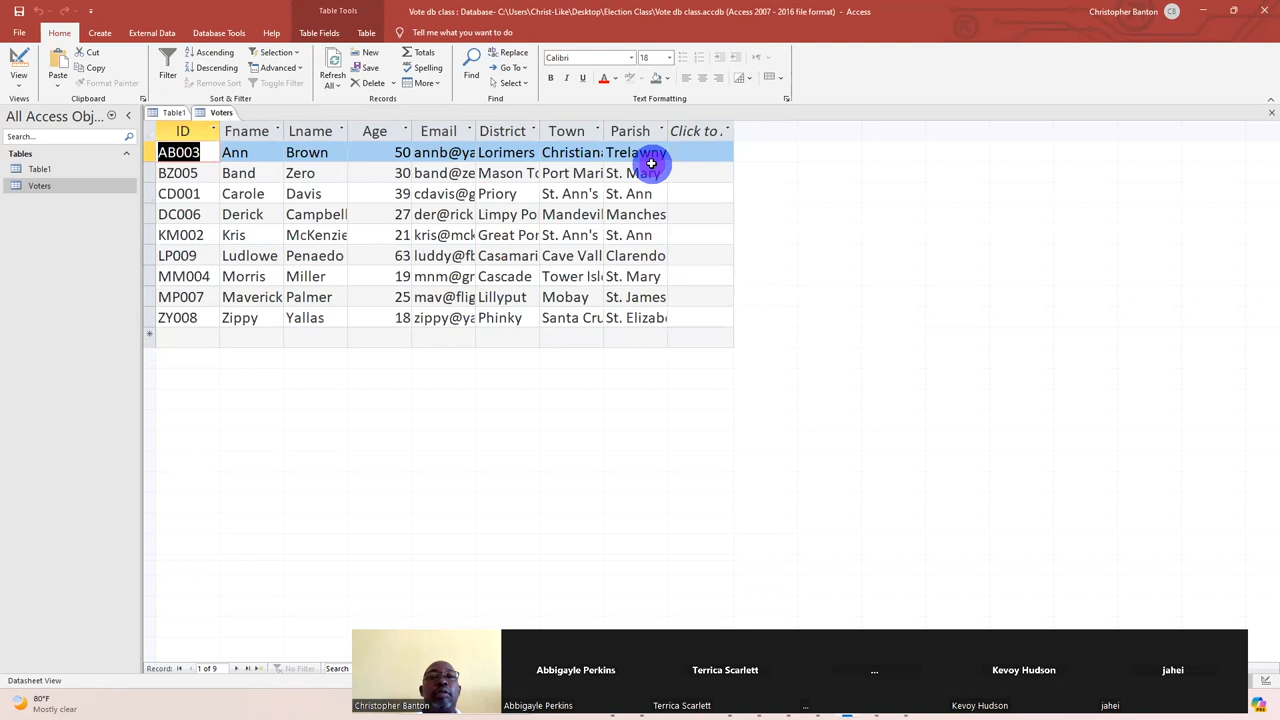 Table Tools
Vote db class : Database- C:\Users\Christ-Like\Desktop\Election Class\Vote db class.accdb (Access 2007 - 2016 file format) - Access
Christopher Banton
CB
File Home Create External Data Database Tools Help Table Fields Table Tell me what you want to do
View
Views
Paste
Cut
Copy
Format Painter
Clipboard
Filter
Ascending
Descending
Remove Sort
Selection
Advanced
Toggle Filter
Sort & Filter
Refresh All
New
Save
Delete
Totals
Spelling
More
Records
Find
Replace
Go To
Select
Find
Calibri 18
B I U
Text Formatting
All Access Obj...
Search...
Tables
Table1
Voters
Table1 Voters
ID Fname Lname Age Email District Town Parish Click to .
AB003 Ann Brown 50 annb@ya Lorimers Christiana Trelawny
BZ005 Band Zero 30 band@ze Mason To Port Mari St. Mary
CD001 Carole Davis 39 cdavis@g Priory St. Ann's St. Ann
DC006 Derick Campbell 27 der@rick Limpy Po Mandevil Manches
KM002 Kris McKenzie 21 kris@mck Great Por St. Ann's St. Ann
LP009 Ludlowe Penaedo 63 luddy@fb Casamari Cave Vall Clarendo
MM004 Morris Miller 19 mnm@gr Cascade Tower Isle St. Mary
MP007 Maverick Palmer 25 mav@flig Lillyput Mobay St. James
ZY008 Zippy Yallas 18 zippy@ya Phinky Santa Cru St. Elizabe
Record: 1 of 9 No Filter Search
Datasheet View
80°F
Mostly clear
Christopher Banton
Abbigayle Perkins
Abbigayle Perkins
Terrica Scarlett
Terrica Scarlett
...
...
Kevoy Hudson
Kevoy Hudson
jahei
jahei